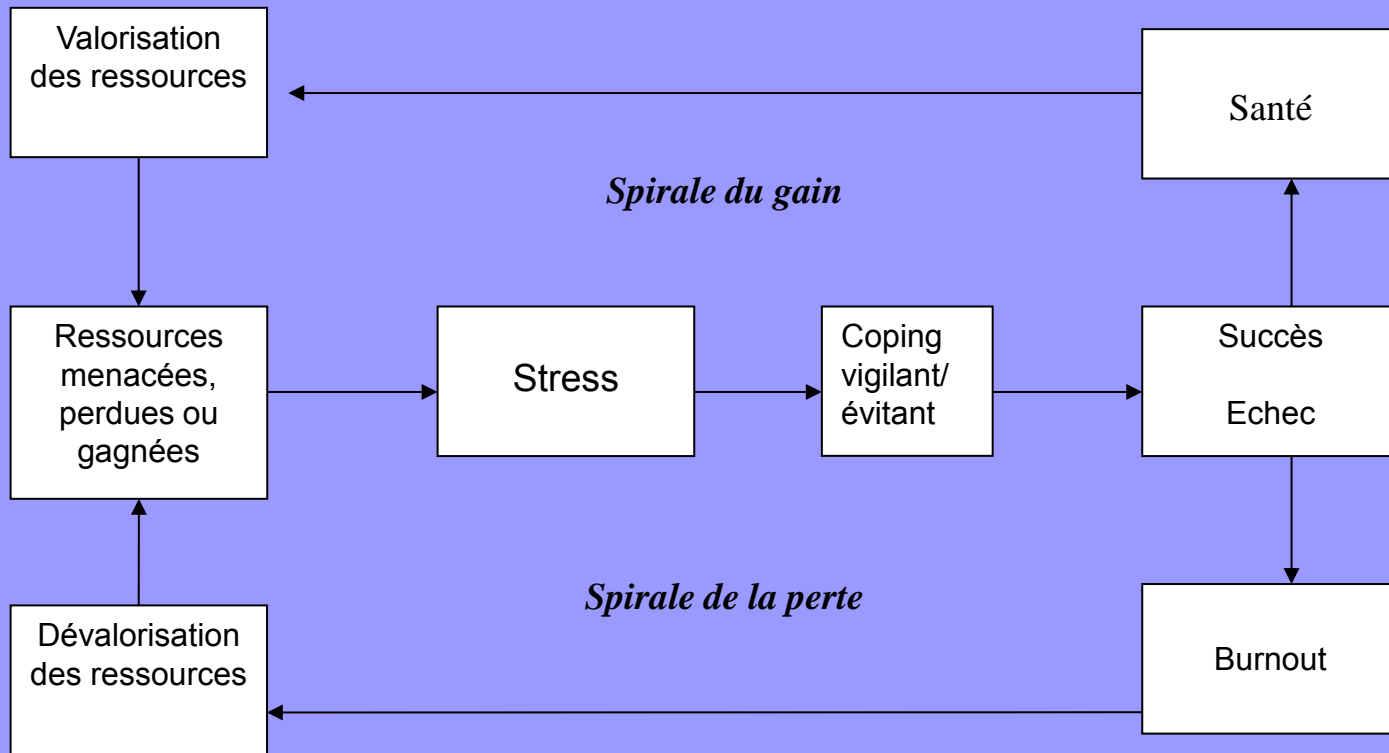 Valorisation
des ressources
Santé
Spirale du gain
Ressources
menacées,
perdues ou
gagnées
Stress
Coping
vigilant/
évitant
Succès
Echec
Spirale de la perte
Dévalorisation
des ressources
Burnout